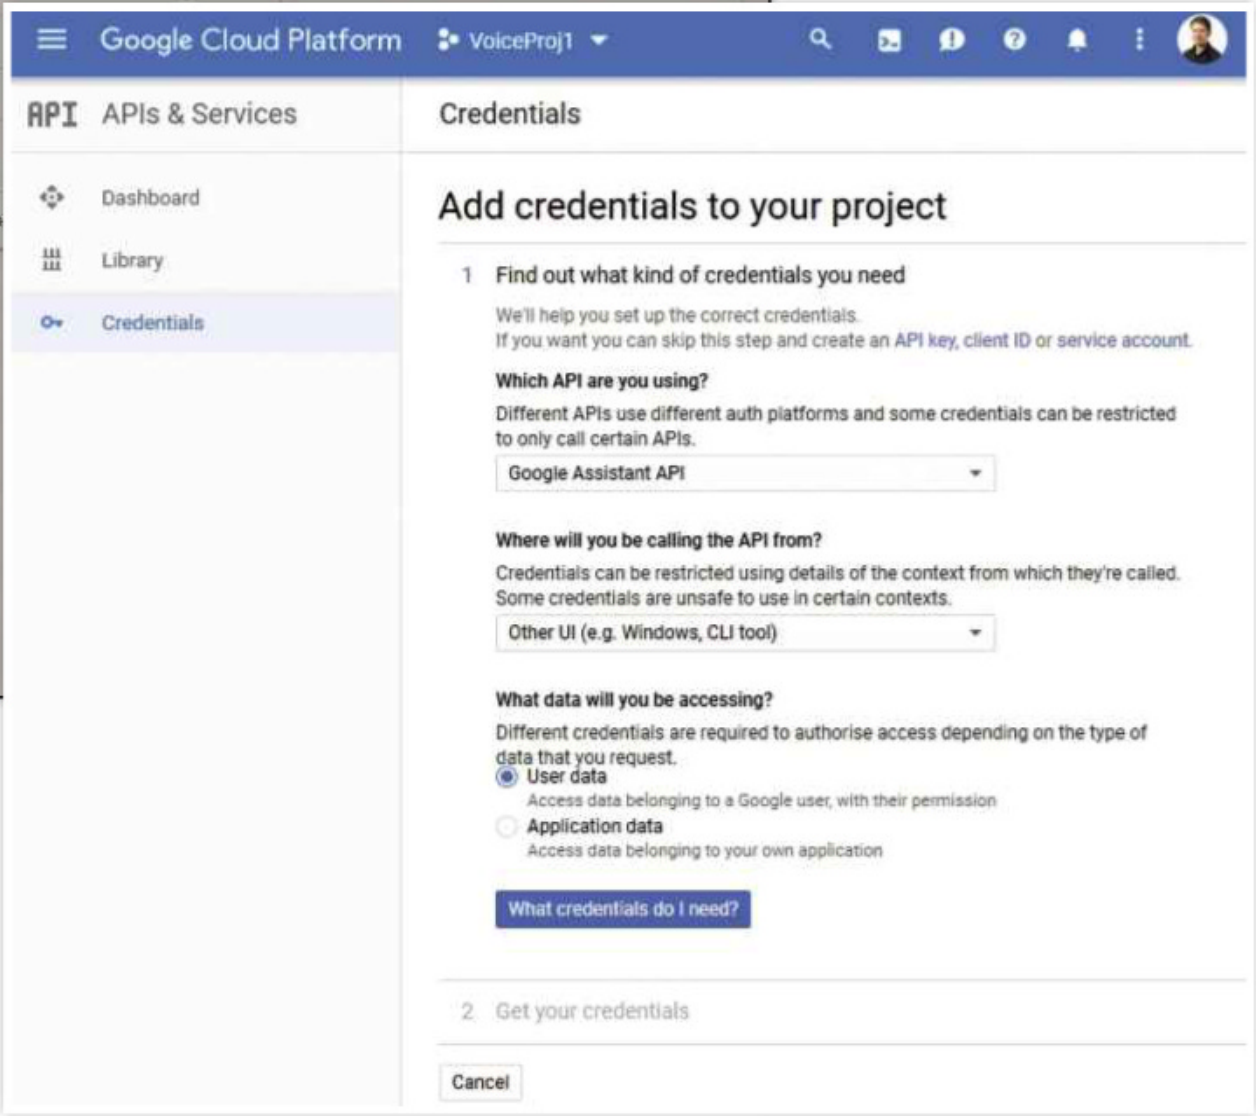 Google Cloud Platform VoiceProj1
API APIs & Services
Credentials
Dashboard
Library
Credentials
Add credentials to your project
1 Find out what kind of credentials you need
We'll help you set up the correct credentials.
If you want you can skip this step and create an API key, client ID or service account.
Which API are you using?
Different APIs use different auth platforms and some credentials can be restricted
to only call certain APIs.
Google Assistant API
Where will you be calling the API from?
Credentials can be restricted using details of the context from which they're called.
Some credentials are unsafe to use in certain contexts.
Other UI (e.g. Windows, CLI tool)
What data will you be accessing?
Different credentials are required to authorise access depending on the type of
data that you request.
User data
Access data belonging to a Google user, with their permission
Application data
Access data belonging to your own application
What credentials do I need?
2 Get your credentials
Cancel